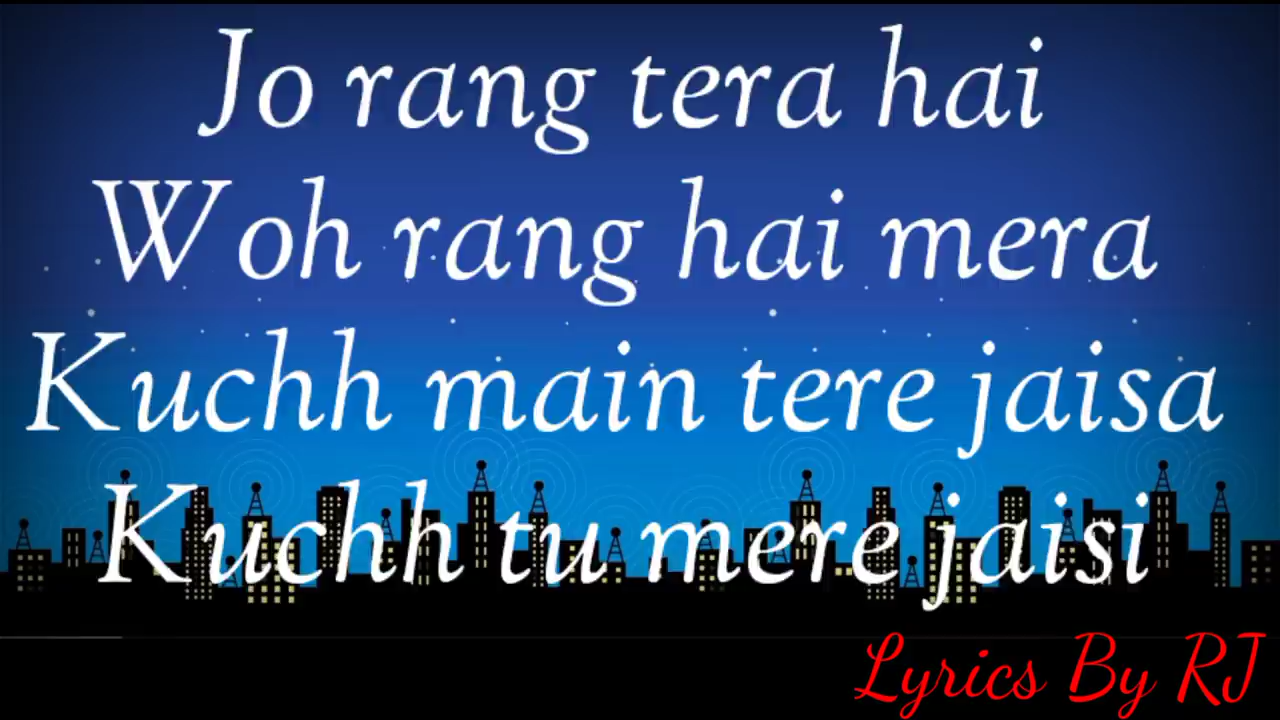 Jo rang tera hai
Woh rang hai mera
Kuchh main tere jaisa
Kuchh tu mere jaisi
Lyrics By RJ